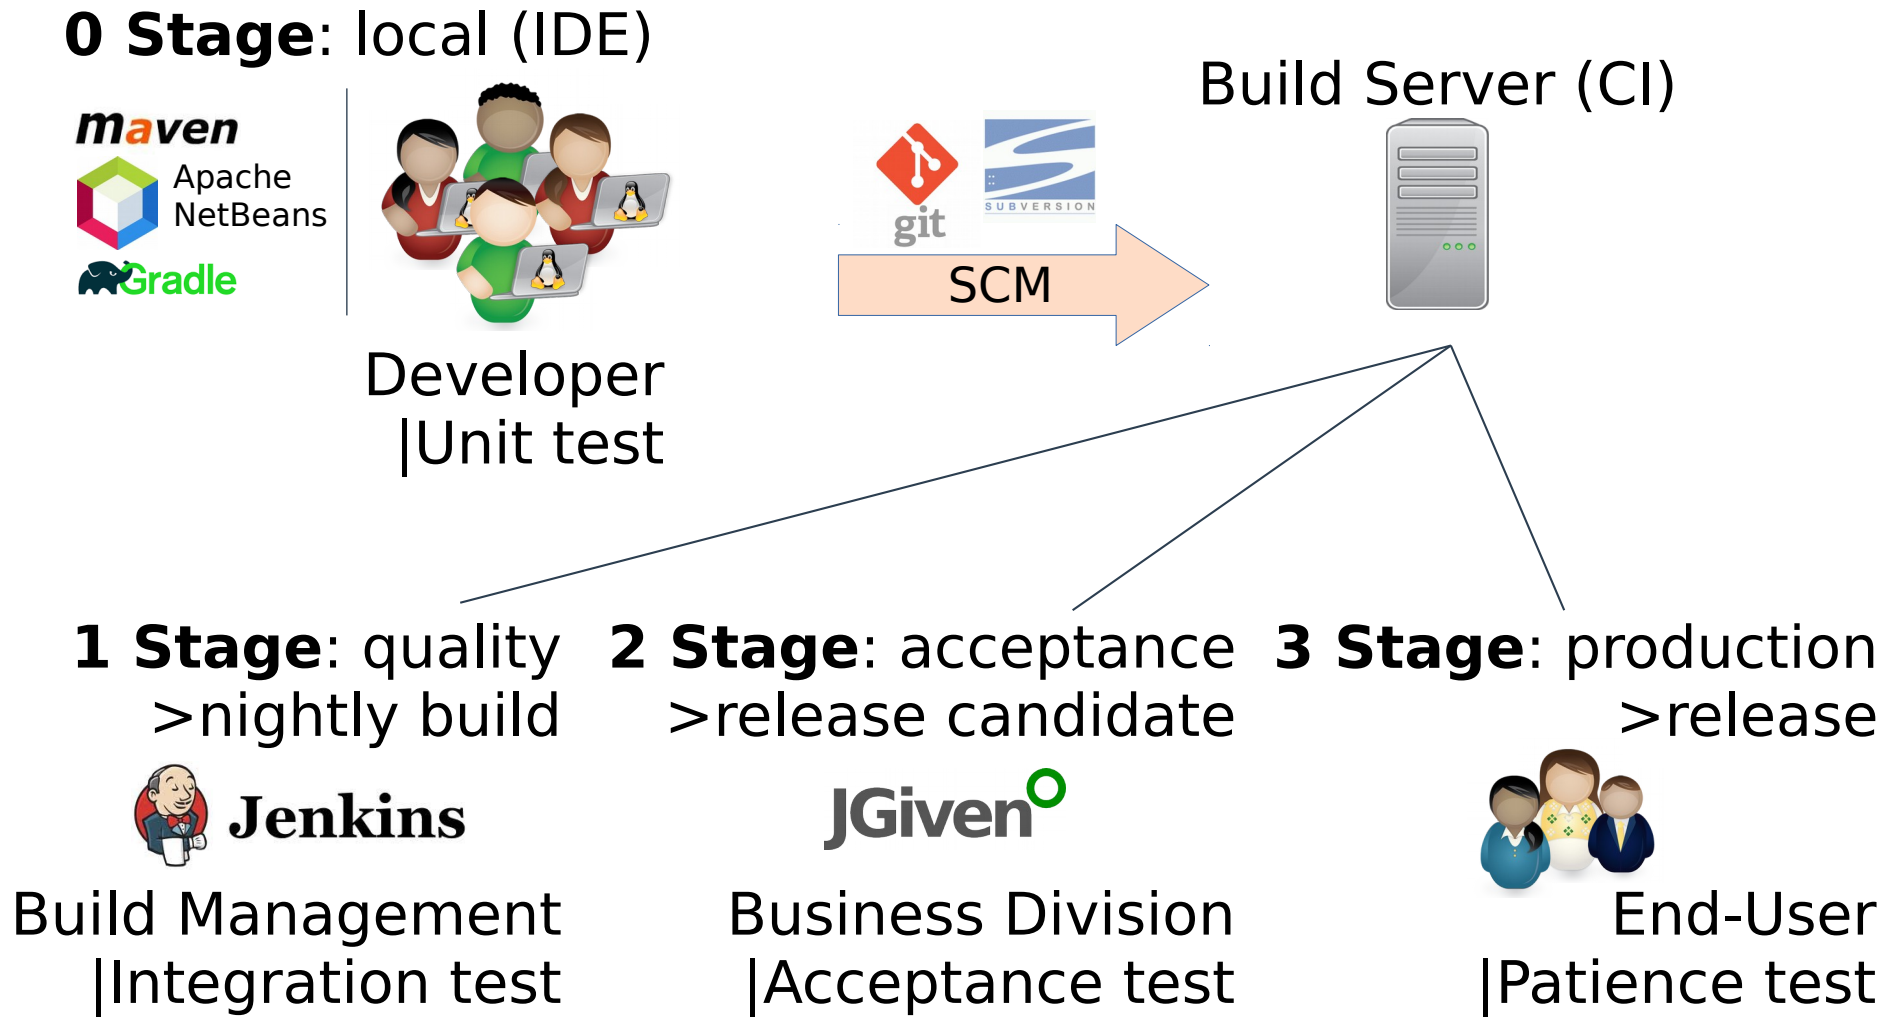 0 Stage: local (IDE)
maven
Apache
NetBeans
Gradle
Developer
|Unit test
git
SUBVERSION
SCM
Build Server (CI)
1 Stage: quality
>nightly build
Jenkins
Build Management
|Integration test
2 Stage: acceptance
>release candidate
JGiven
Business Division
|Acceptance test
3 Stage: production
>release
End-User
|Patience test